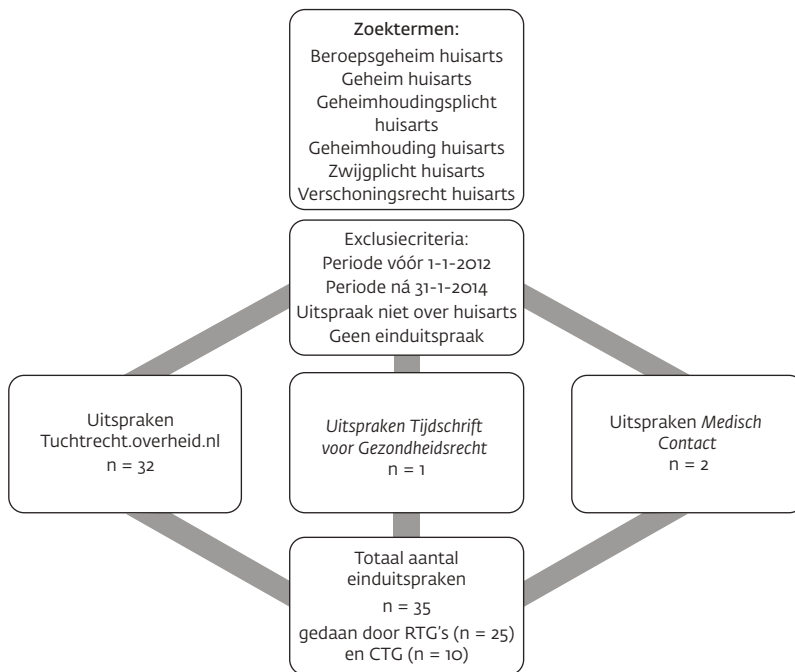 Zoektermen:
Beroepsgeheim huisarts
Geheim huisarts
Geheimhoudingsplicht
huisarts
Geheimhouding huisarts
Zwijgplicht huisarts
Verschoningsrecht huisarts
Exclusiecriteria:
Periode vóór 1-1-2012
Periode ná 31-1-2014
Uitspraak niet over huisarts
Geen einduitspraak
Uitspraken
Tuchtrecht.overheid.nl
n = 32
Uitspraken Tijdschrift
voor Gezondheidsrecht
n = 1
Uitspraken Medisch
Contact
n = 2
Totaal aantal
einduitspraken
n = 35
gedaan door RTG's (n = 25)
en CTG (n = 10)